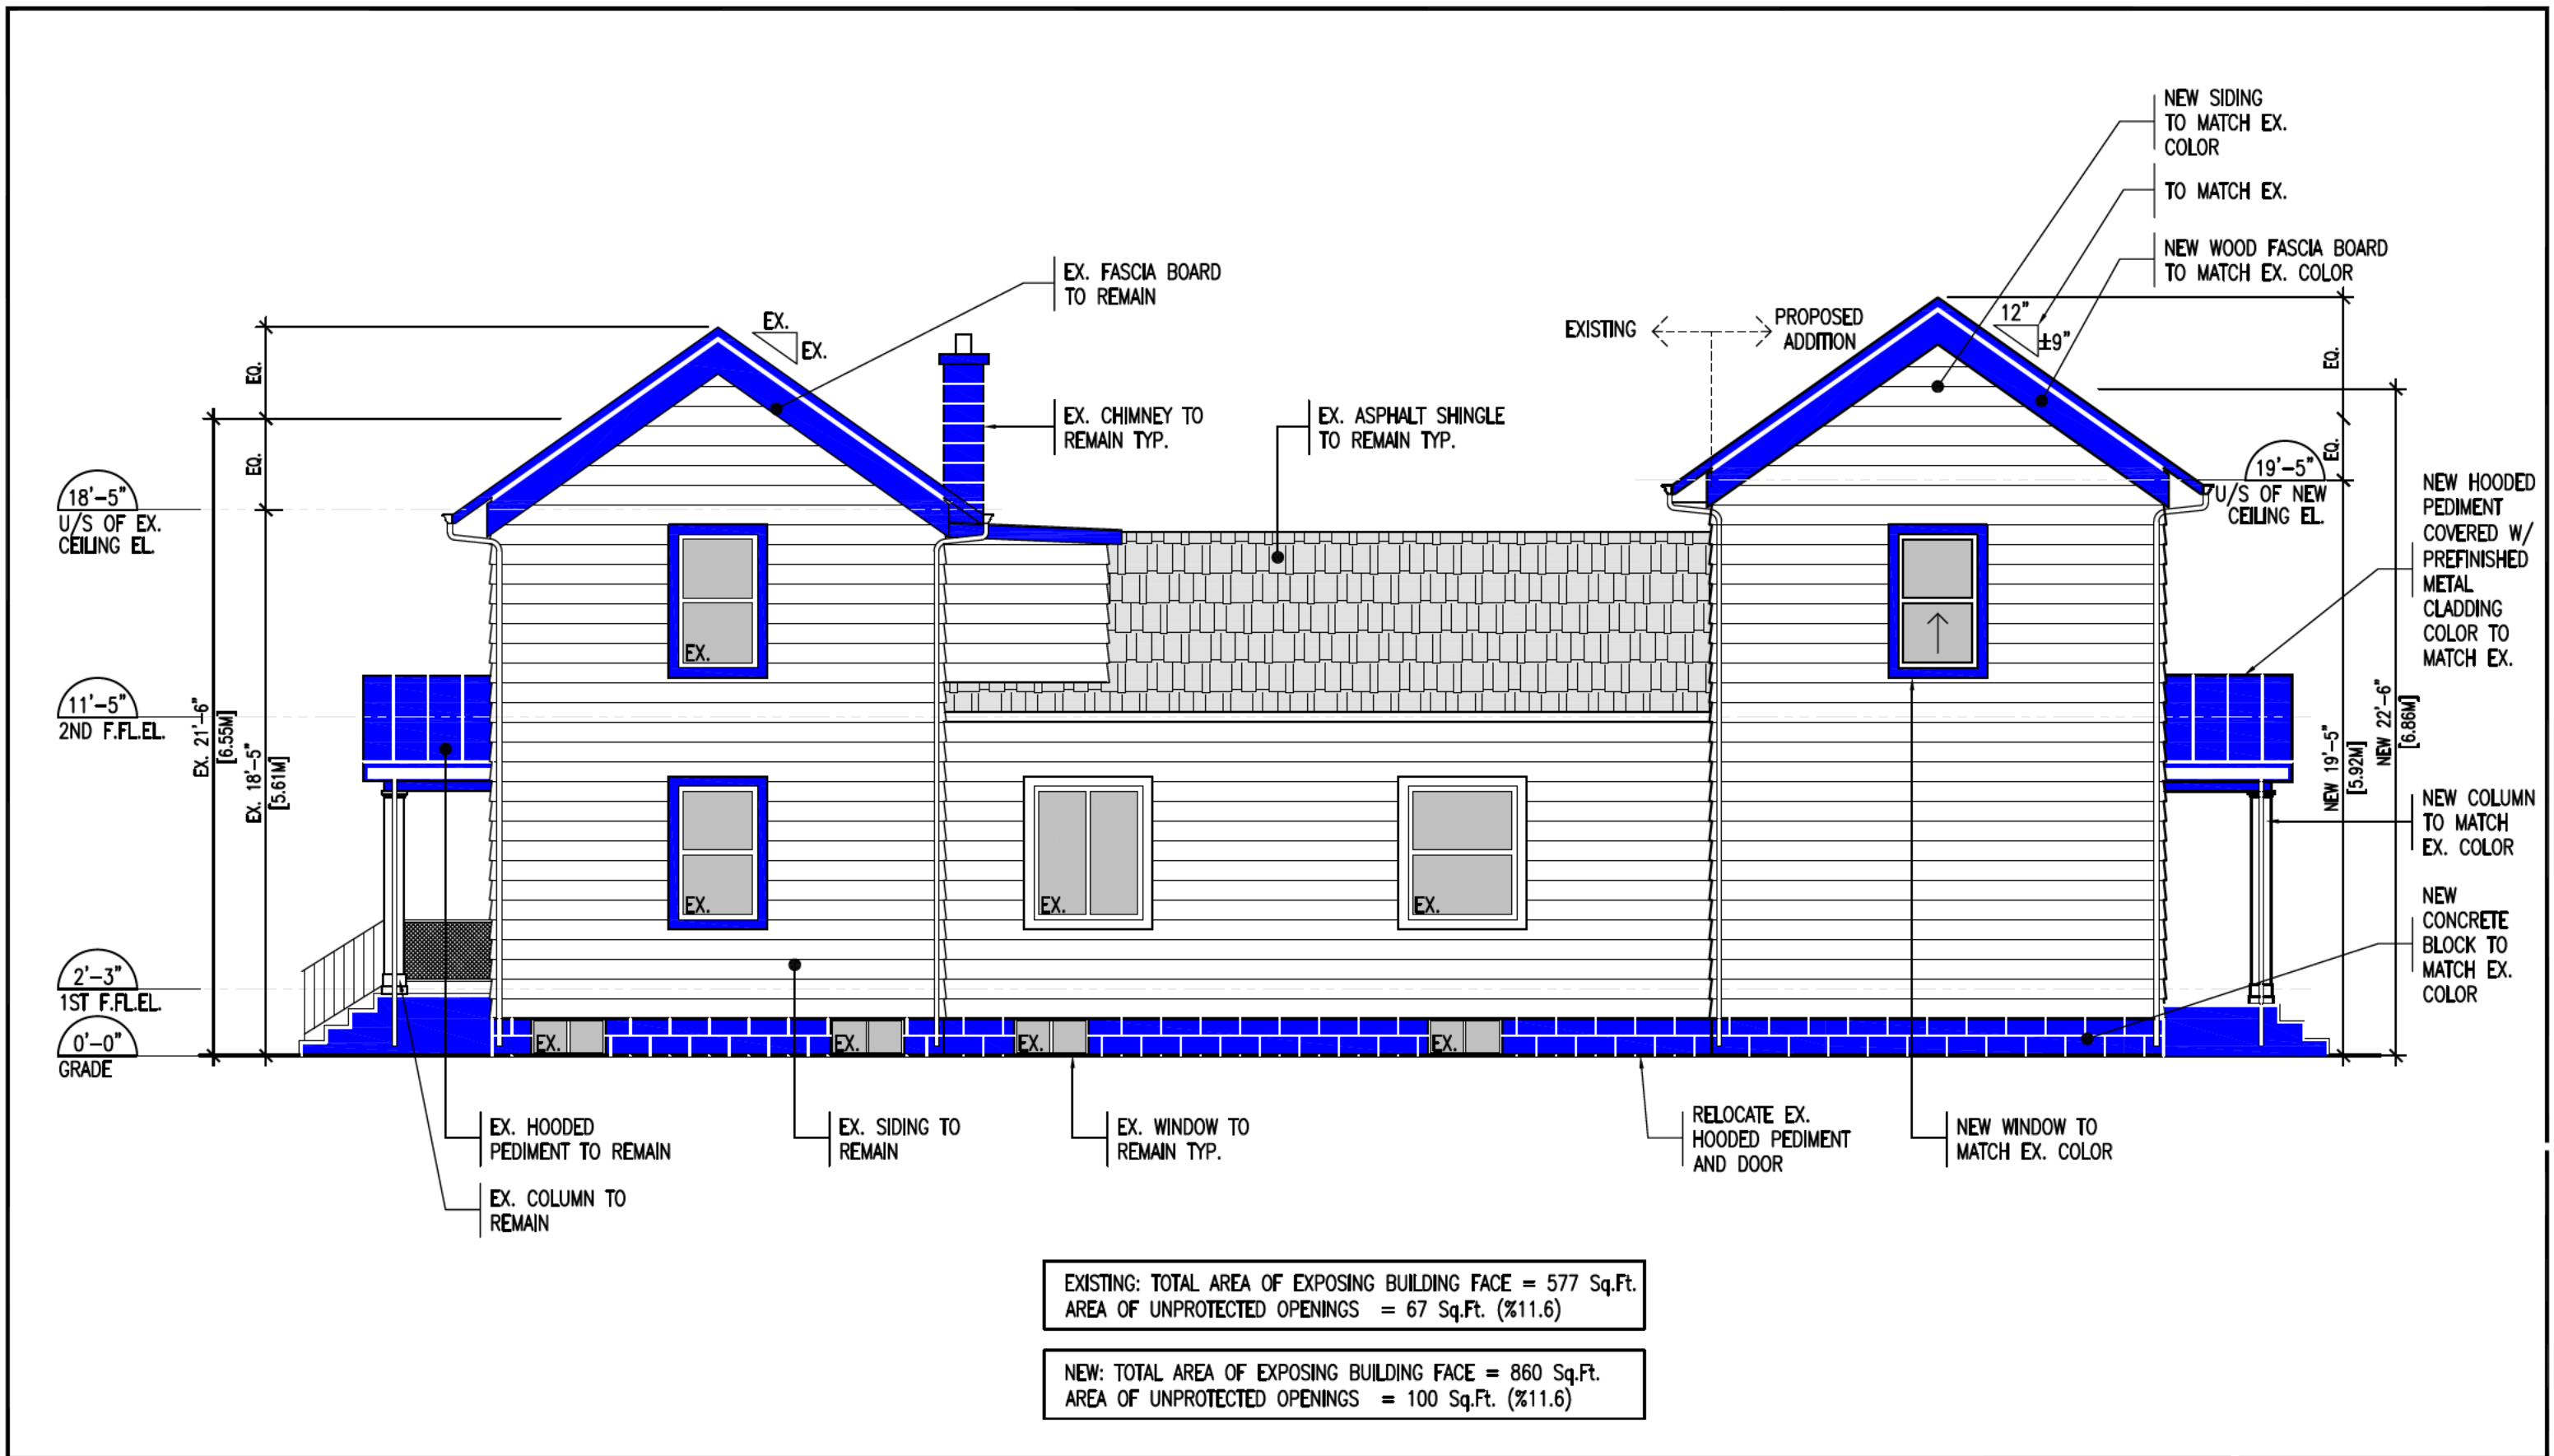 NEW SIDING
TO MATCH EX.
COLOR
TO MATCH EX.
NEW WOOD FASCIA BOARD
TO MATCH EX. COLOR
EX. FASCIA BOARD
TO REMAIN
EX.
EX.
EXISTING
PROPOSED
ADDITION
12"
±9"
EQ.
EQ.
EQ.
EQ.
EX. CHIMNEY TO
REMAIN TYP.
EX. ASPHALT SHINGLE
TO REMAIN TYP.
18'-5"
U/S OF EX.
CEILING EL.
19'-5"
U/S OF NEW
CEILING EL.
NEW HOODED
PEDIMENT
COVERED W/
PREFINISHED
METAL
CLADDING
COLOR TO
MATCH EX.
11'-5"
2ND F.FL.EL.
EX. 21'-6"
[6.55M]
EX. 18'-5"
[5.61M]
NEW 19'-5"
[5.92M]
NEW 22'-6"
[6.86M]
EX.
EX.
EX.
EX.
NEW COLUMN
TO MATCH
EX. COLOR
NEW
CONCRETE
BLOCK TO
MATCH EX.
COLOR
2'-3"
1ST F.FL.EL.
0'-0"
GRADE
EX.
EX.
EX.
EX.
EX. HOODED
PEDIMENT TO REMAIN
EX. SIDING TO
REMAIN
EX. WINDOW TO
REMAIN TYP.
RELOCATE EX.
HOODED PEDIMENT
AND DOOR
NEW WINDOW TO
MATCH EX. COLOR
EX. COLUMN TO
REMAIN
EXISTING: TOTAL AREA OF EXPOSING BUILDING FACE = 577 Sq.Ft.
AREA OF UNPROTECTED OPENINGS = 67 Sq.Ft. (%11.6)
NEW: TOTAL AREA OF EXPOSING BUILDING FACE = 860 Sq.Ft.
AREA OF UNPROTECTED OPENINGS = 100 Sq.Ft. (%11.6)